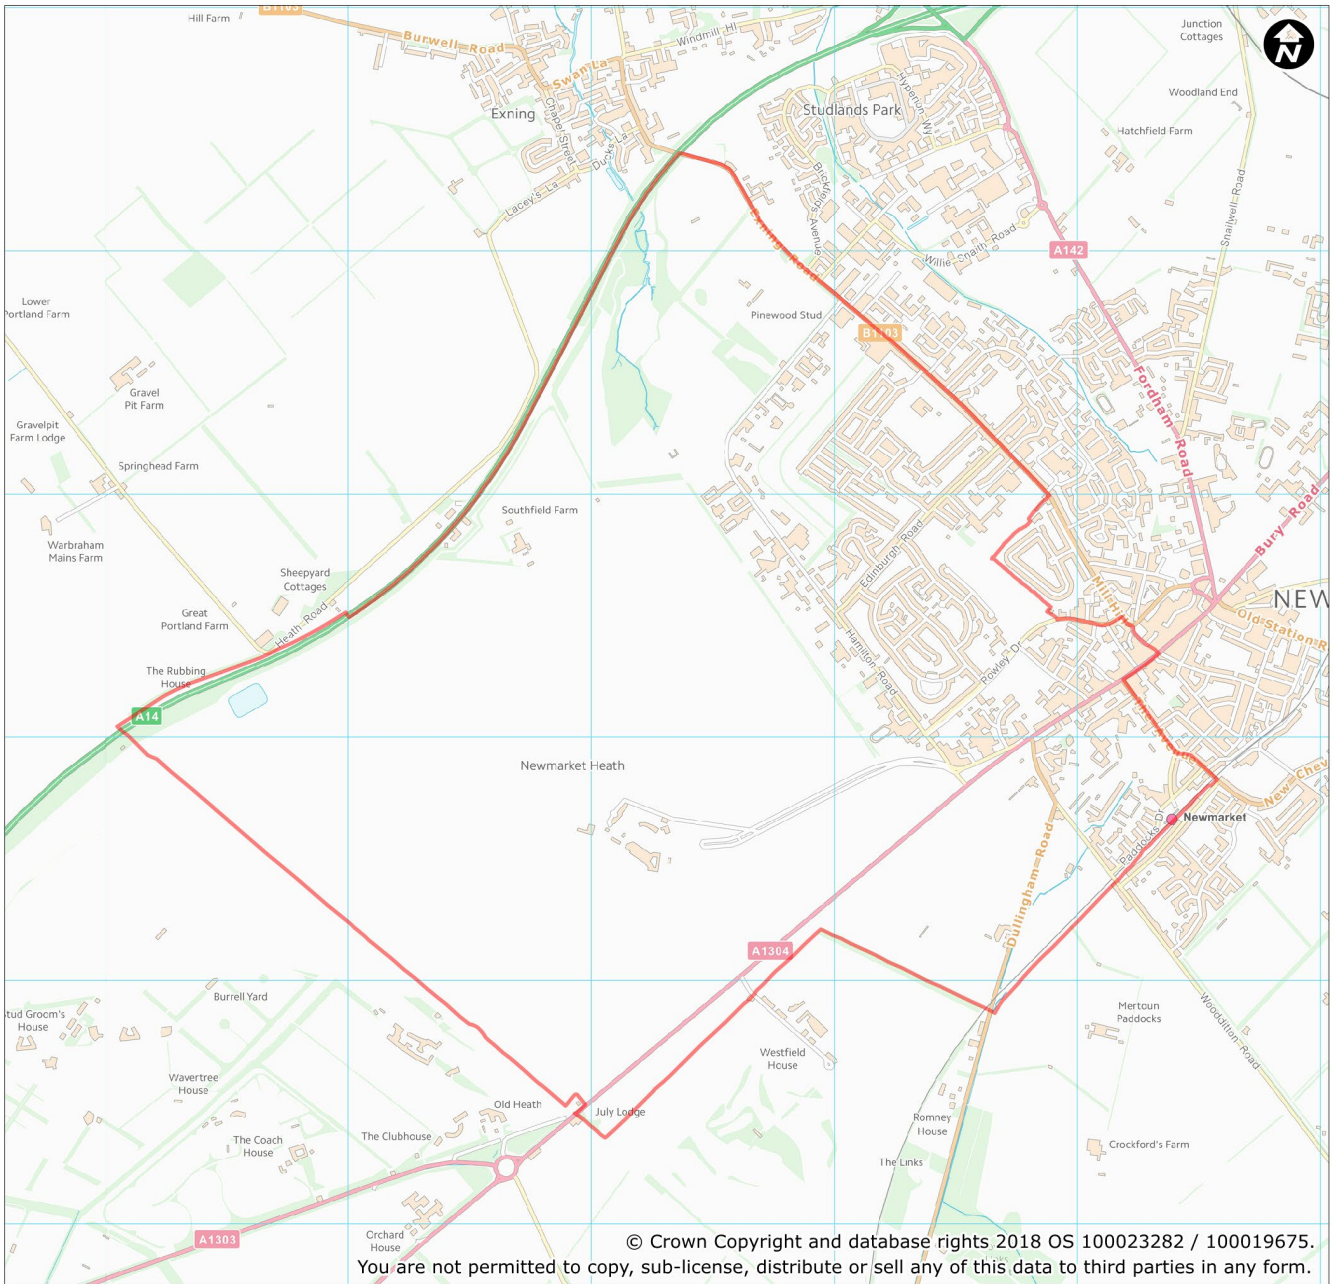 B1103
Hill Farm
Burwell Road
Windmill Hl
Junction
Cottages
N
Swan La
Hyperion Wy
Woodland End
Exning
Studlands Park
Chapel Street
Ducks La
Hatchfield Farm
Lacey's La
Brickfields Avenue
Snailwell Road
Exning Road
Willie Snaith Road
A142
Lower
Portland Farm
Pinewood Stud
B1103
Gravel
Pit Farm
Fordham Road
Gravelpit
Farm Lodge
Springhead Farm
Southfield Farm
Bury Road
Edinburgh Road
Warbraham
Mains Farm
Sheepyard
Cottages
Mill Hill
NEW
Great
Portland Farm
Heath Road
Old Station R
Hamilton Road
Rowley Dr
The Rubbing
House
A14
The Avenue
Newmarket Heath
New Chev
Paddocks Dr
Newmarket
Dullingham Road
A1304
Burrell Yard
Stud Groom's
House
Mertoun
Paddocks
Woodditton Road
Westfield
House
Wavertree
House
Old Heath
July Lodge
Romney
House
The Coach
House
The Clubhouse
Crockford's Farm
The Links
A1303
Orchard
House
© Crown Copyright and database rights 2018 OS 100023282 / 100019675.
You are not permitted to copy, sub-license, distribute or sell any of this data to third parties in any form.